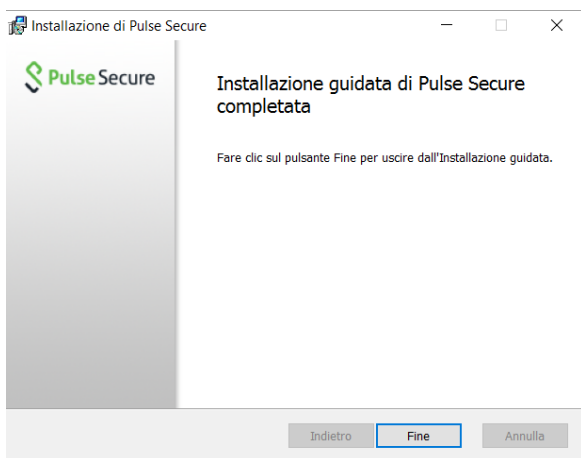 Installazione di Pulse Secure
Pulse Secure
Installazione guidata di Pulse Secure
completata
Fare clic sul pulsante Fine per uscire dall'Installazione guidata.
Indietro
Fine
Annulla